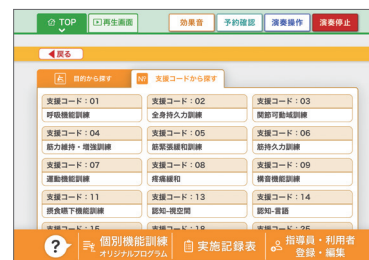 TOP 再生画面 効果音 予約確認 演奏操作 演奏停止
戻る
目的から探す 支援コードから探す
支援コード：01 支援コード：02 支援コード：03
呼吸機能訓練 全身持久力訓練 関節可動域訓練
支援コード：04 支援コード：05 支援コード：06
筋力維持・増強訓練 筋緊張緩和訓練 筋持久力訓練
支援コード：07 支援コード：08 支援コード：09
運動機能訓練 疼痛緩和 構音機能訓練
支援コード：11 支援コード：13 支援コード：14
摂食嚥下機能訓練 認知-視空間 認知-言語
? 個別機能訓練 実施記録表 指導員・利用者
オリジナルプログラム 登録・編集